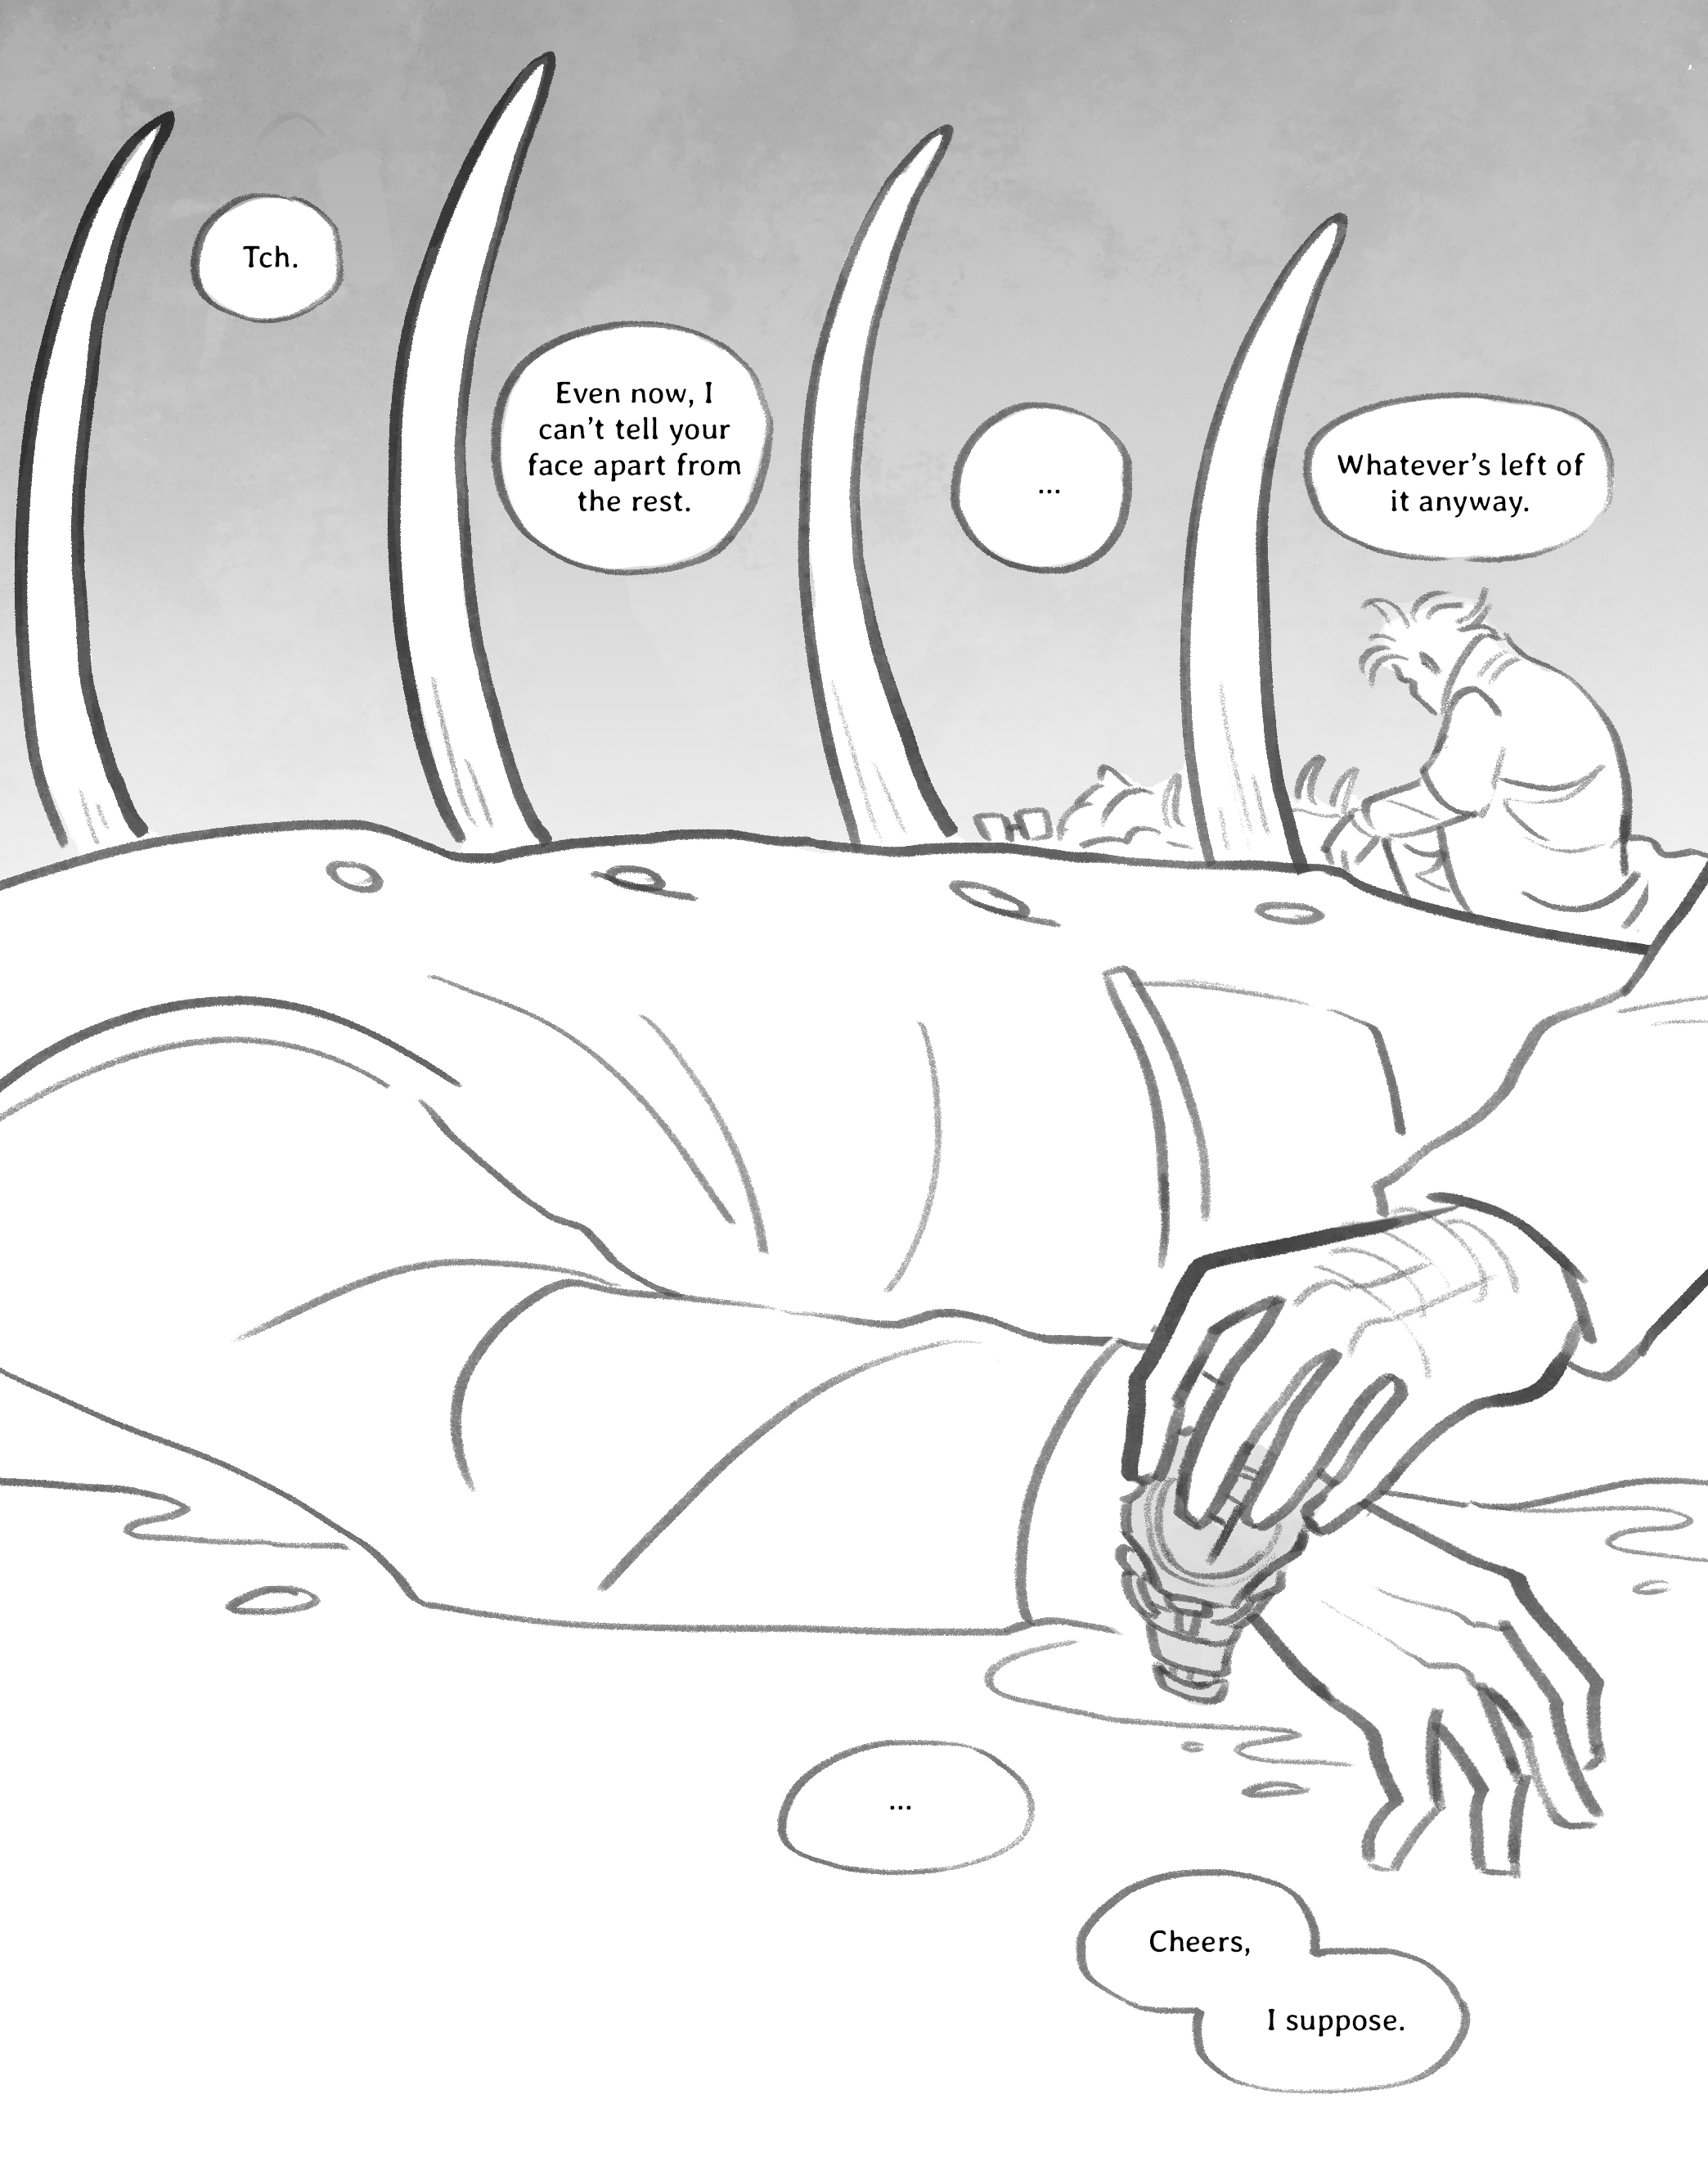 Tch.
Even now, I
can't tell your
face apart from
the rest.
...
Whatever's left of
it anyway.
...
Cheers,
I suppose.